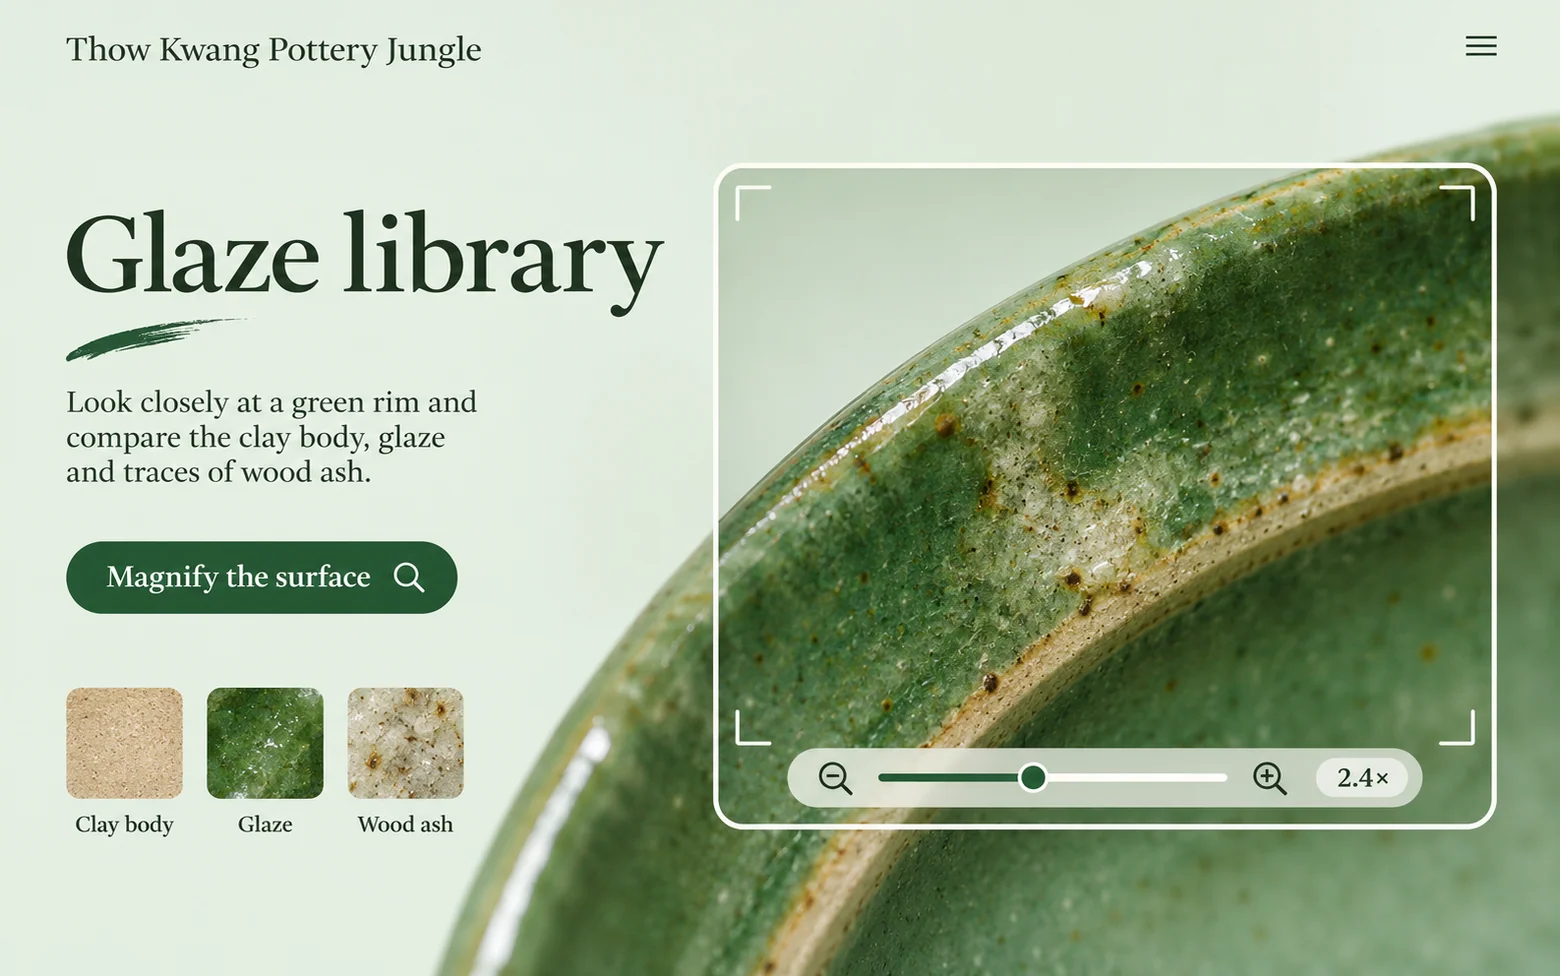 Thow Kwang Pottery Jungle
Glaze library
Look closely at a green rim and
compare the clay body, glaze
and traces of wood ash.
Magnify the surface
Clay body
Glaze
Wood ash
2.4×